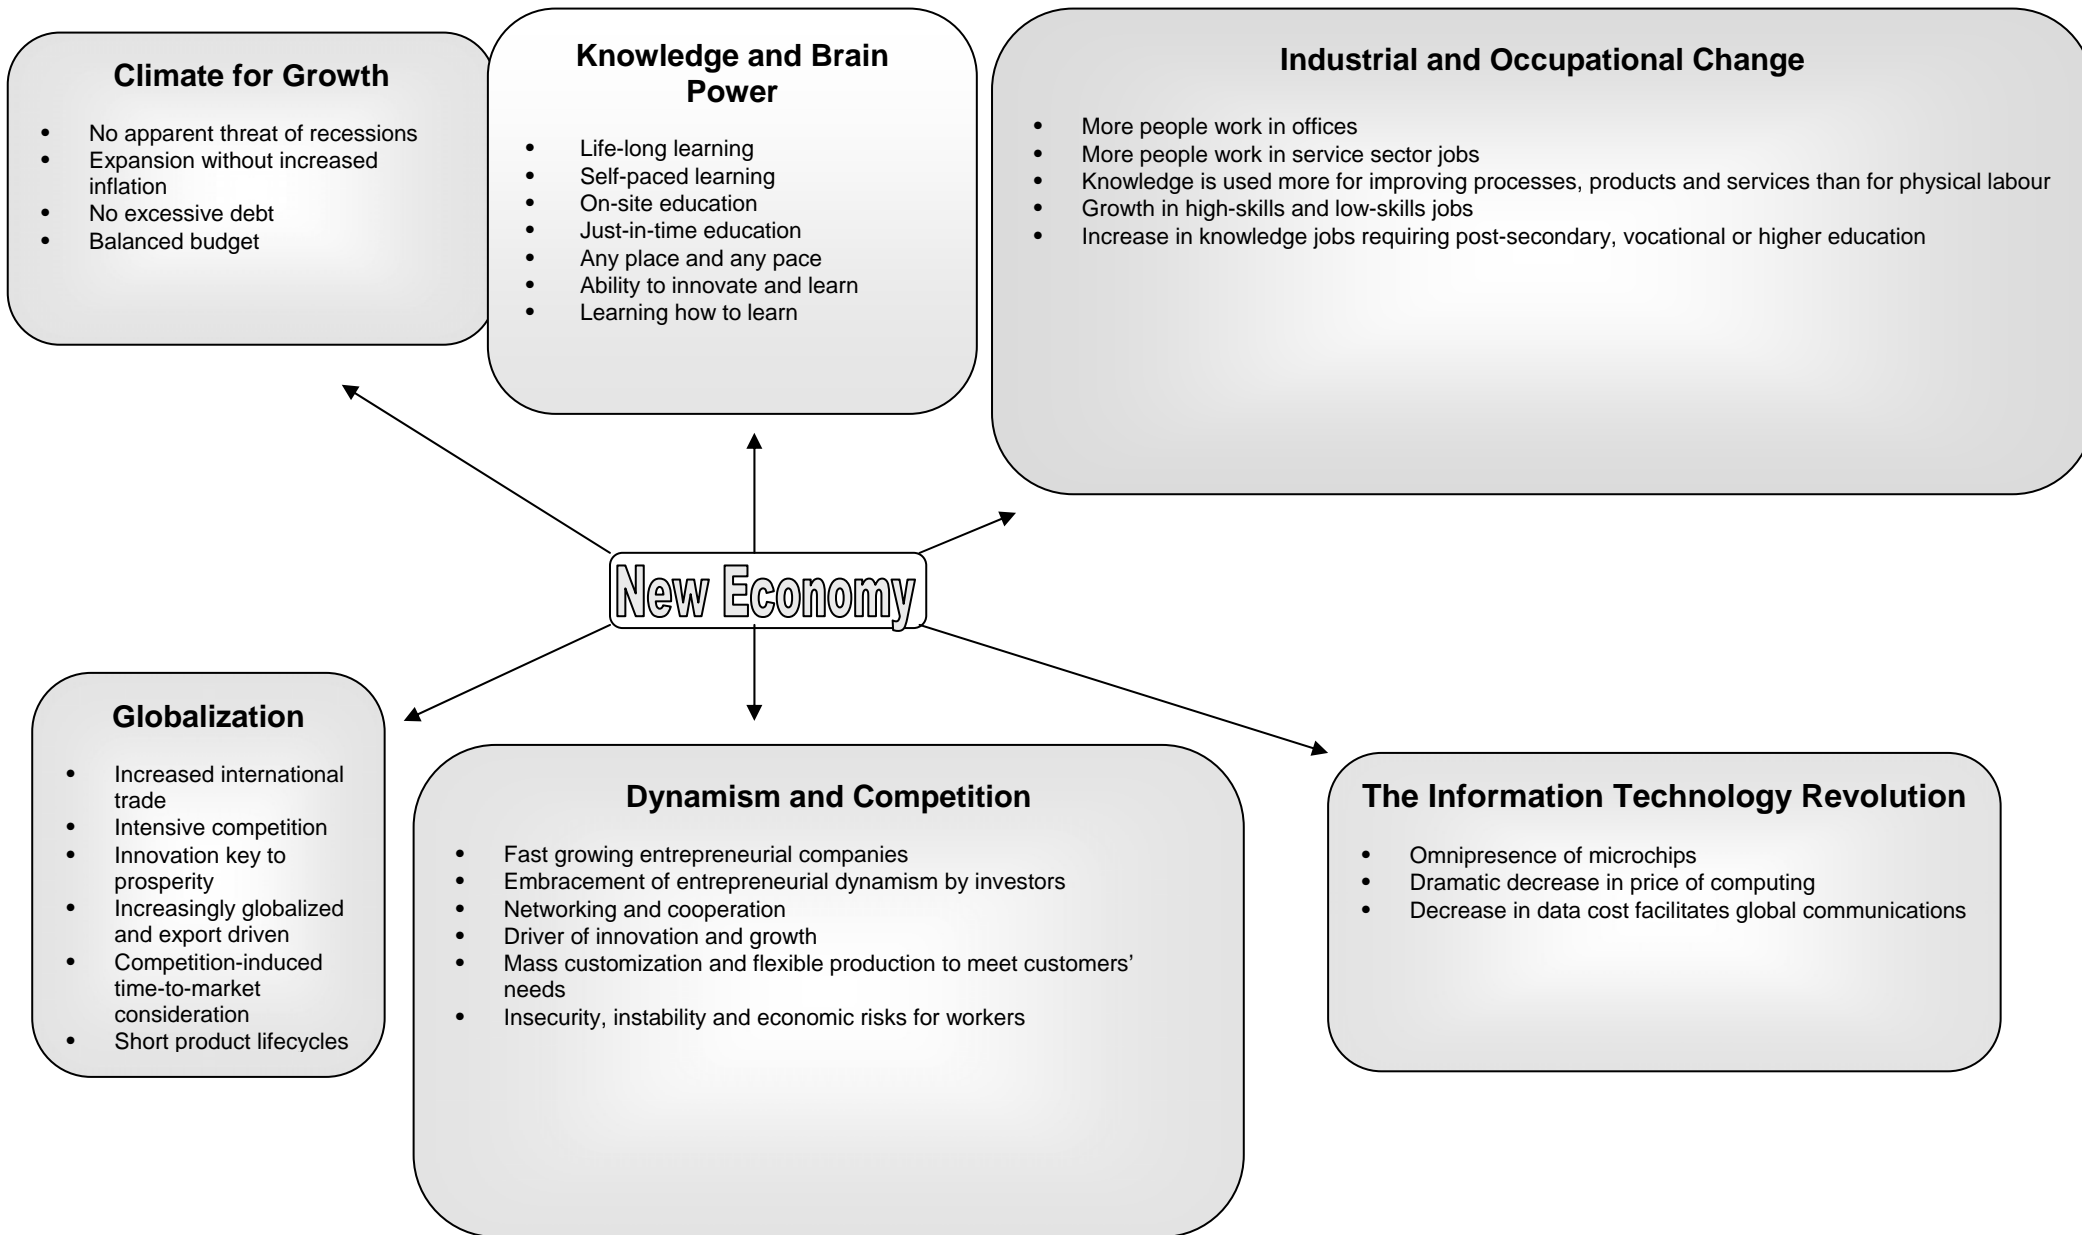 Climate for Growth
• No apparent threat of recessions
• Expansion without increased
inflation
• No excessive debt
• Balanced budget
Knowledge and Brain
Power
• Life-long learning
• Self-paced learning
• On-site education
• Just-in-time education
• Any place and any pace
• Ability to innovate and learn
• Learning how to learn
Industrial and Occupational Change
• More people work in offices
• More people work in service sector jobs
• Knowledge is used more for improving processes, products and services than for physical labour
• Growth in high-skills and low-skills jobs
• Increase in knowledge jobs requiring post-secondary, vocational or higher education
New Economy
Globalization
• Increased international
trade
• Intensive competition
• Innovation key to
prosperity
• Increasingly globalized
and export driven
• Competition-induced
time-to-market
consideration
• Short product lifecycles
Dynamism and Competition
• Fast growing entrepreneurial companies
• Embracement of entrepreneurial dynamism by investors
• Networking and cooperation
• Driver of innovation and growth
• Mass customization and flexible production to meet customers’
needs
• Insecurity, instability and economic risks for workers
The Information Technology Revolution
• Omnipresence of microchips
• Dramatic decrease in price of computing
• Decrease in data cost facilitates global communications